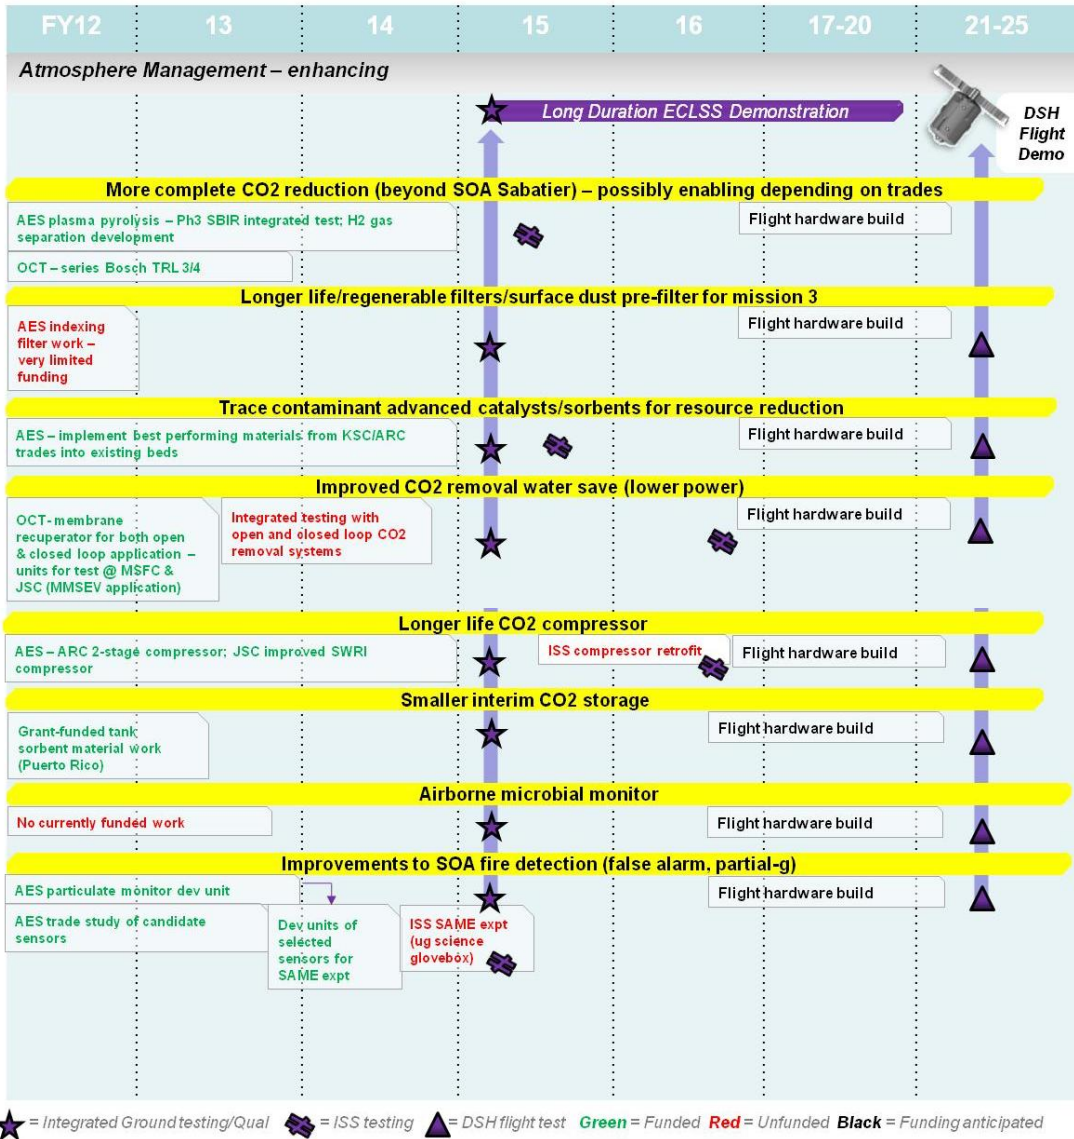 FY12 13 14 15 16 17-20 21-25
Atmosphere Management – enhancing
Long Duration ECLSS Demonstration
DSH
Flight
Demo
More complete CO2 reduction (beyond SOA Sabatier) – possibly enabling depending on trades
AES plasma pyrolysis – Ph3 SBIR integrated test; H2 gas
separation development
Flight hardware build
OCT – series Bosch TRL 3/4
Longer life/regenerable filters/surface dust pre-filter for mission 3
AES indexing
filter work –
very limited
funding
Flight hardware build
Trace contaminant advanced catalysts/sorbents for resource reduction
AES – implement best performing materials from KSC/ARC
trades into existing beds
Flight hardware build
Improved CO2 removal water save (lower power)
OCT- membrane
recuperator for both open
& closed loop application –
units for test @ MSFC &
JSC (MMSEV application)
Integrated testing with
open and closed loop CO2
removal systems
Flight hardware build
Longer life CO2 compressor
AES – ARC 2-stage compressor; JSC improved SWRI
compressor
ISS compressor retrofit
Flight hardware build
Smaller interim CO2 storage
Grant-funded tank
sorbent material work
(Puerto Rico)
Flight hardware build
Airborne microbial monitor
No currently funded work
Flight hardware build
Improvements to SOA fire detection (false alarm, partial-g)
AES particulate monitor dev unit
AES trade study of candidate
sensors
Dev units of
selected
sensors for
SAME expt
ISS SAME expt
(ug science
glovebox)
Flight hardware build
= Integrated Ground testing/Qual = ISS testing = DSH flight test Green = Funded Red = Unfunded Black = Funding anticipated